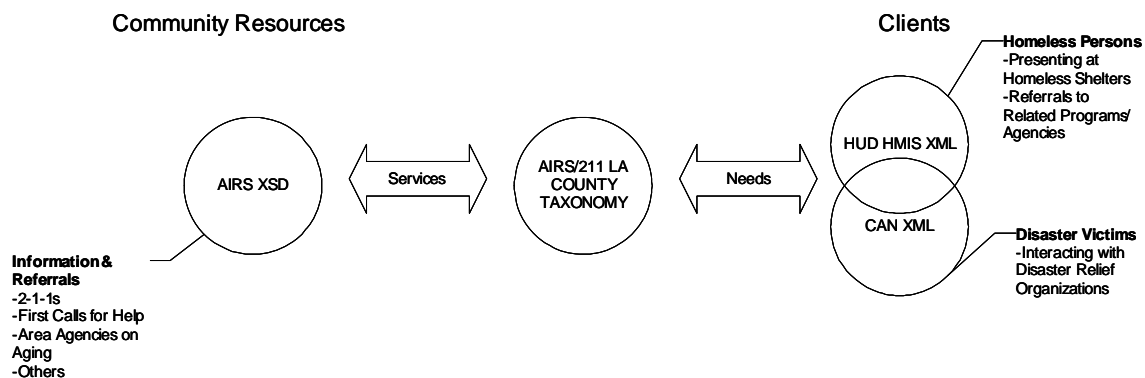 Community Resources
Clients
Homeless Persons
-Presenting at
Homeless Shelters
-Referrals to
Related Programs/
Agencies
HUD HMIS XML
AIRS XSD
Services
AIRS/211 LA
COUNTY
TAXONOMY
Needs
CAN XML
Disaster Victims
-Interacting with
Disaster Relief
Organizations
Information &
Referrals
-2-1-1s
-First Calls for Help
-Area Agencies on
Aging
-Others